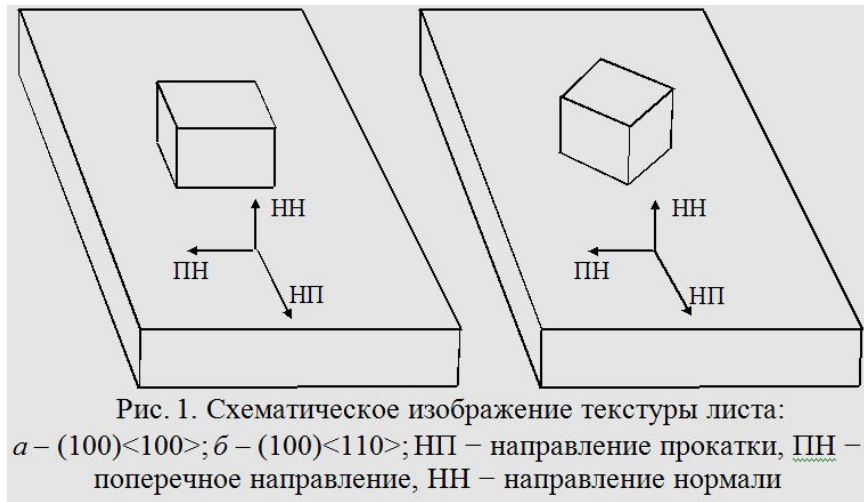 НН
ПН
НП
НН
ПН
НП
Рис. 1. Схематическое изображение текстуры листа:
а – (100)<100>; б – (100)<110>; НП − направление прокатки, ПН −
поперечное направление, НН − направление нормали